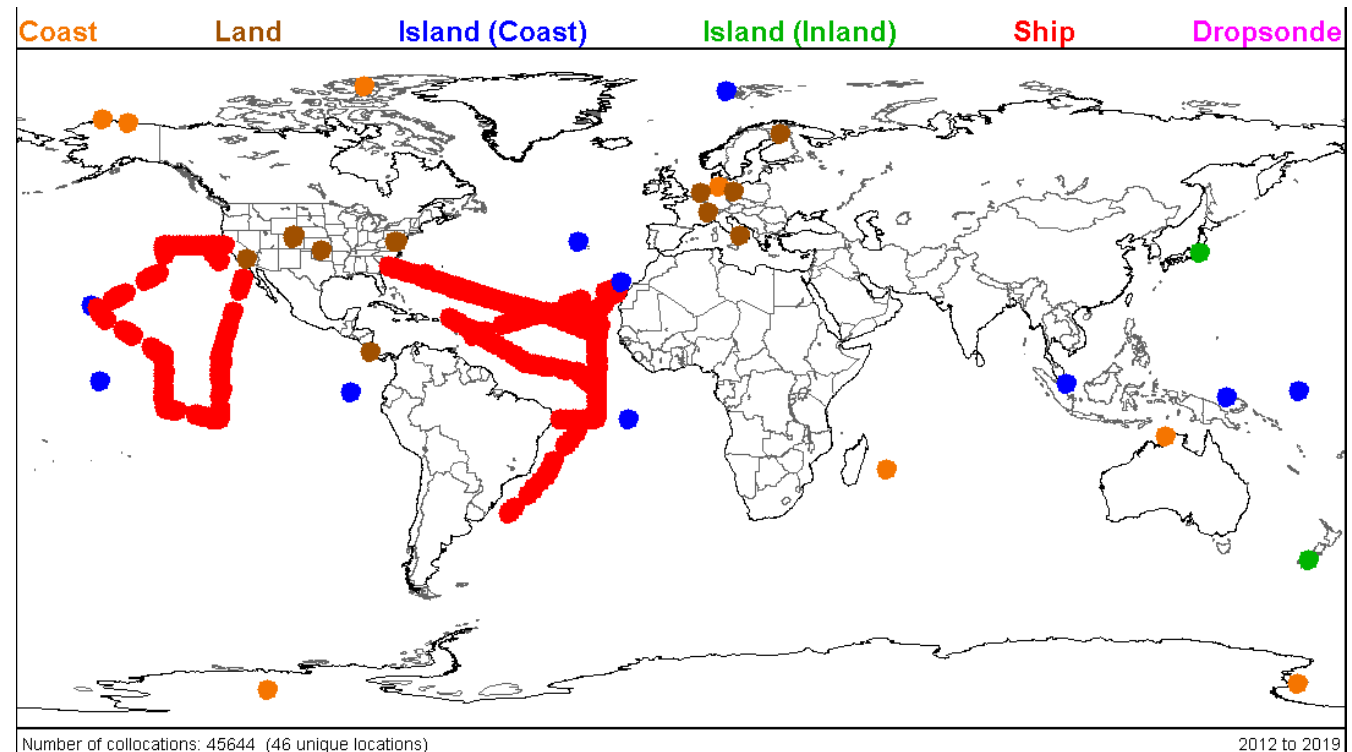 Coast Land Island (Coast) Island (Inland) Ship Dropsonde
Number of collocations: 45644 (46 unique locations) 2012 to 2019